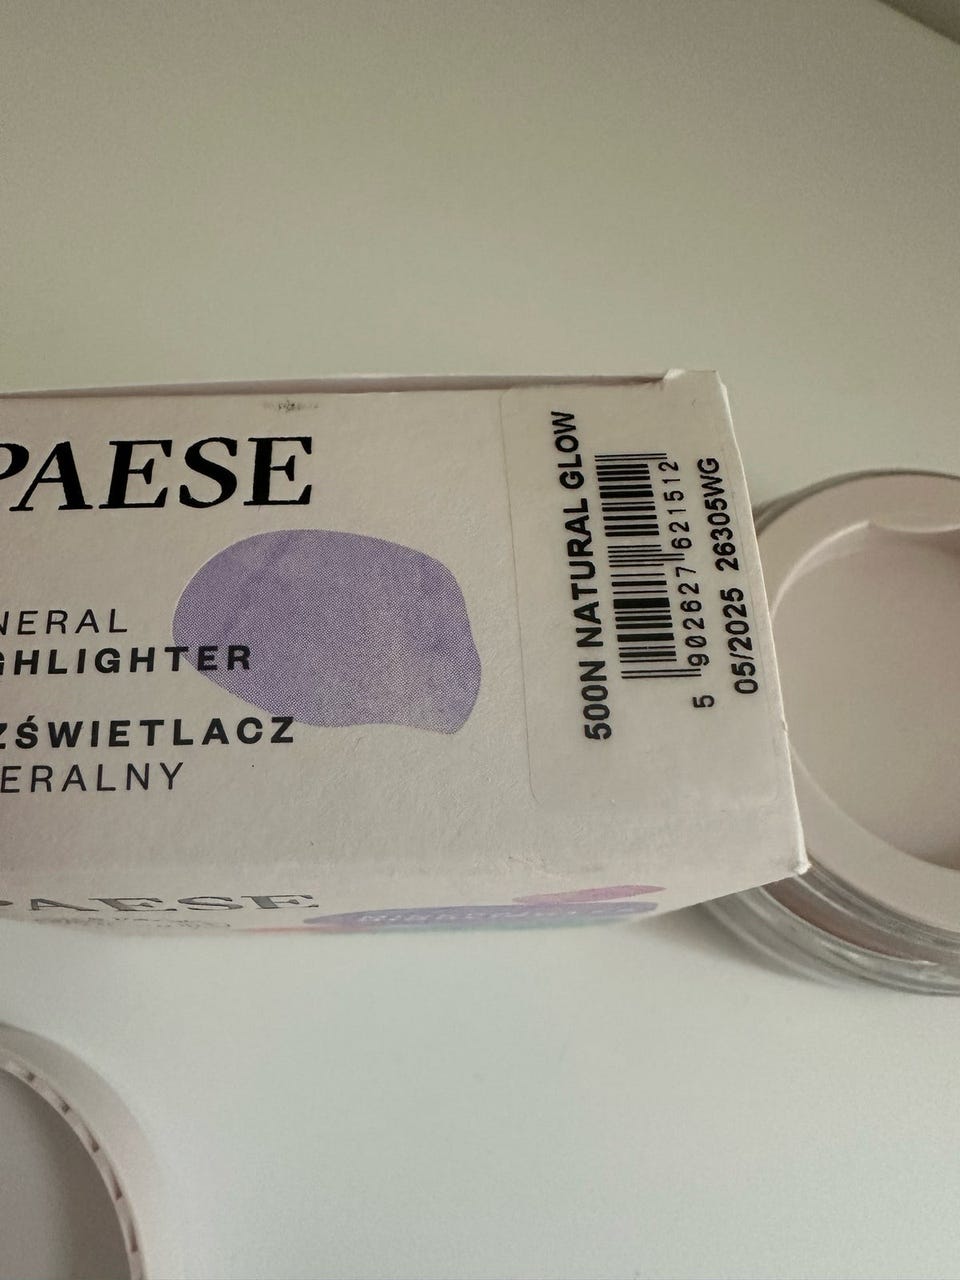 PAESE
NERAL
GHLIGHTER
ZŚWIETLACZ
ERALNY
500N NATURAL GLOW
5 902627 621512
05/2025 26305WG
PAESE